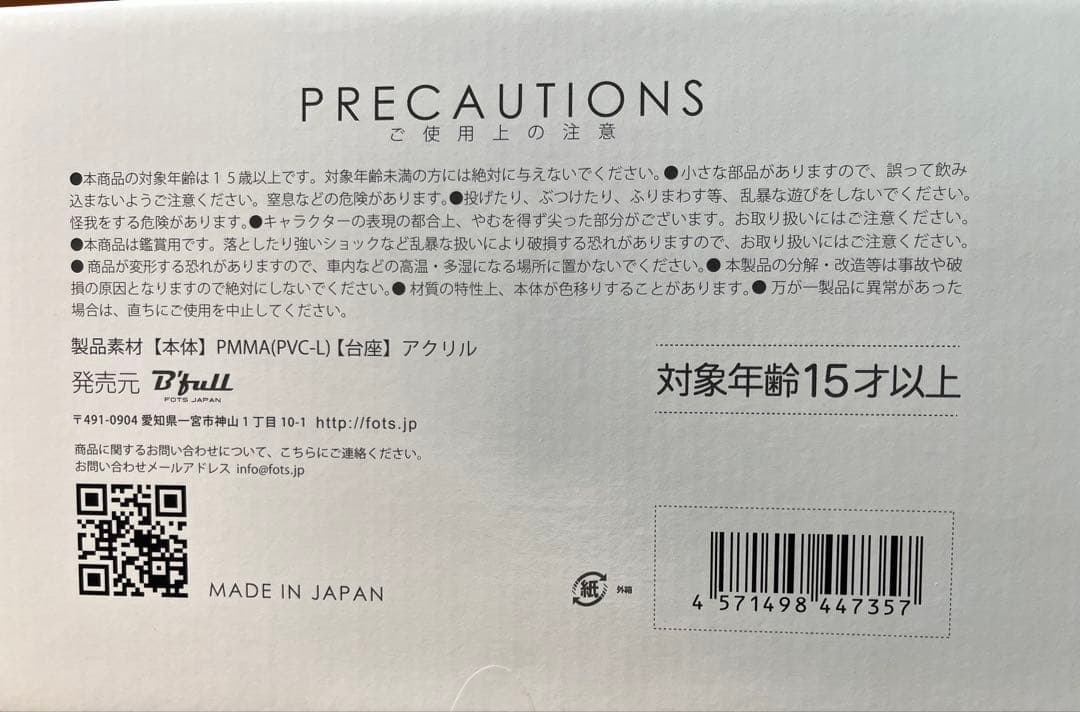 PRECAUTIONS
ご使用上の注意
●本商品の対象年齢は15歳以上です。対象年齢未満の方には絶対に与えないでください。●小さな部品がありますので、誤って飲み
込まないようご注意ください。窒息などの危険があります。●投げたり、ぶつけたり、ふりまわす等、乱暴な遊びをしないでください。
怪我をする危険があります。●キャラクターの表現の都合上、やむを得ず尖った部分がございます。お取り扱いにはご注意ください。
●本商品は鑑賞用です。落としたり強いショックなど乱暴な扱いにより破損する恐れがありますので、お取り扱いにはご注意ください。
●商品が変形する恐れがありますので、車内などの高温・多湿になる場所に置かないでください。●本製品の分解・改造等は事故や破
損の原因となりますので絶対にしないでください。●材質の特性上、本体が色移りすることがあります。●万が一製品に異常があった
場合は、直ちにご使用を中止してください。
製品素材【本体】PMMA(PVC-L)【台座】アクリル
発売元 B'full
FOTS JAPAN
〒491-0904 愛知県一宮市神山1丁目10-1 http://fots.jp
商品に関するお問い合わせについて、こちらにご連絡ください。
お問い合わせメールアドレス info@fots.jp
MADE IN JAPAN
対象年齢15才以上
紙 外箱
4 571498 447357